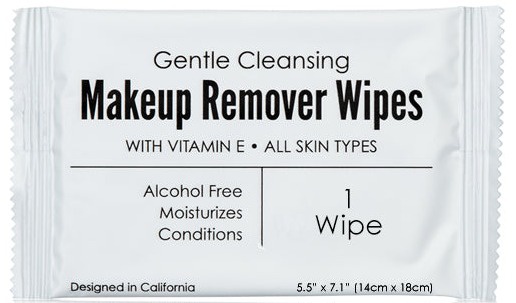 Gentle Cleansing
Makeup Remover Wipes
WITH VITAMIN E • ALL SKIN TYPES
Alcohol Free
Moisturizes
Conditions
1
Wipe
Designed in California
5.5" x 7.1" (14cm x 18cm)